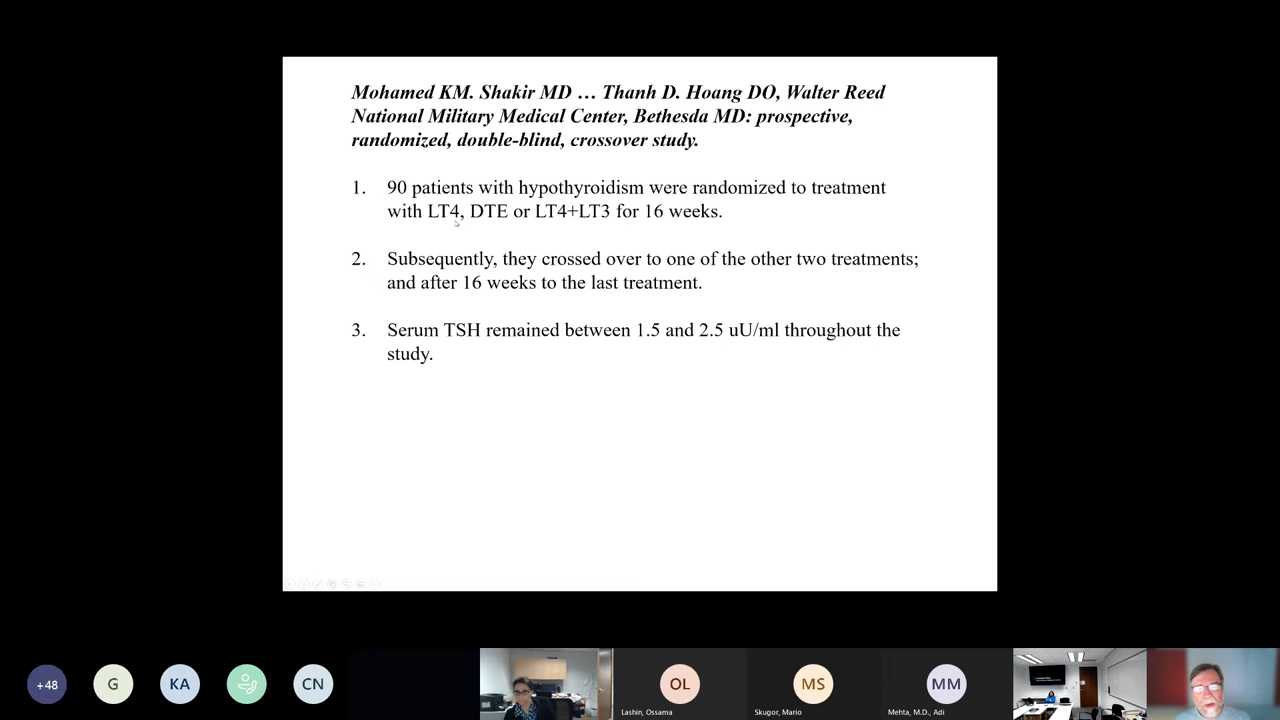 Mohamed KM. Shakir MD … Thanh D. Hoang DO, Walter Reed
National Military Medical Center, Bethesda MD: prospective,
randomized, double-blind, crossover study.
1. 90 patients with hypothyroidism were randomized to treatment
with LT4, DTE or LT4+LT3 for 16 weeks.
2. Subsequently, they crossed over to one of the other two treatments;
and after 16 weeks to the last treatment.
3. Serum TSH remained between 1.5 and 2.5 uU/ml throughout the
study.
+48
G
KA
CN
OL
MS
MM
Lashin, Ossama
Skugor, Mario
Mehta, M.D., Adi